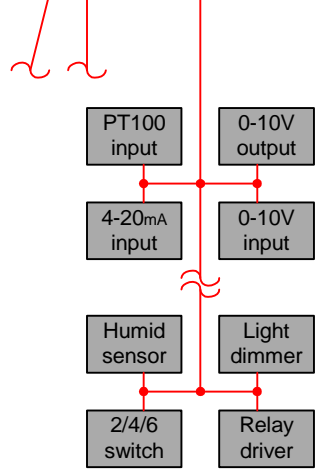 PT100
input
0-10V
output
4-20mA
input
0-10V
input
Humid
sensor
Light
dimmer
2/4/6
switch
Relay
driver